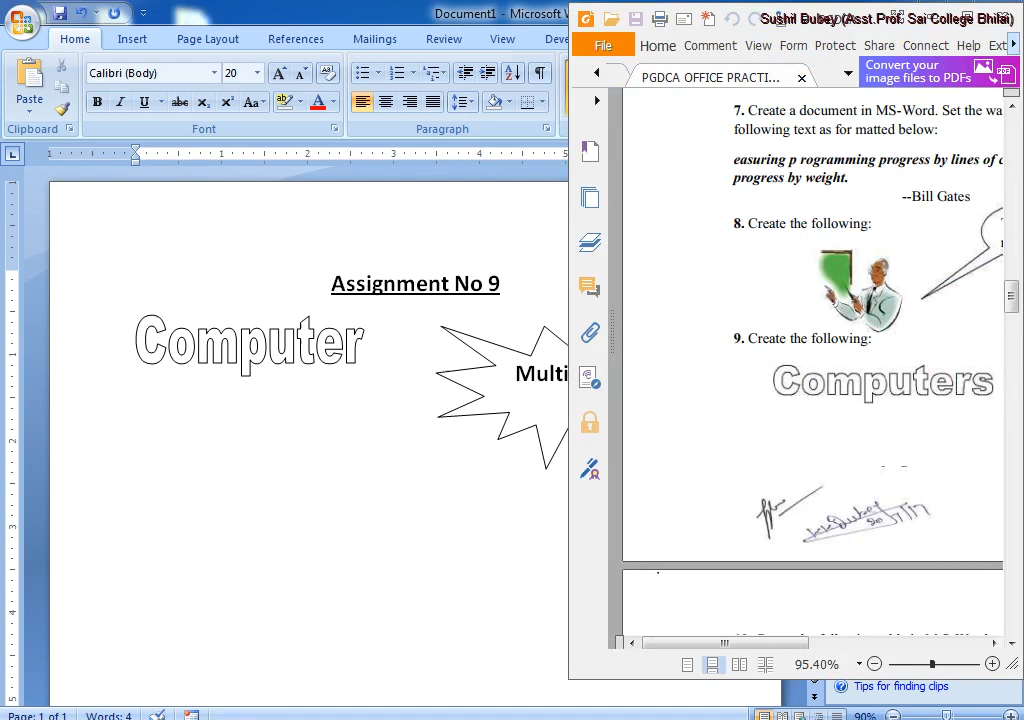 Document1 - Microsoft W
Home Insert Page Layout References Mailings Review View Deve
Paste
Calibri (Body) 20
Clipboard Font Paragraph
Assignment No 9
Computer
Multi
Page: 1 of 1 Words: 4
Sushil Dubey (Asst.Prof. Sai College Bhilai)
File Home Comment View Form Protect Share Connect Help Ext
PGDCA OFFICE PRACTI...
Convert your
image files to PDFs
PDF
7. Create a document in MS-Word. Set the wa
following text as for matted below:
easuring p rogramming progress by lines of c
progress by weight.
--Bill Gates
8. Create the following:
9. Create the following:
Computers
95.40%
Tips for finding clips
90%